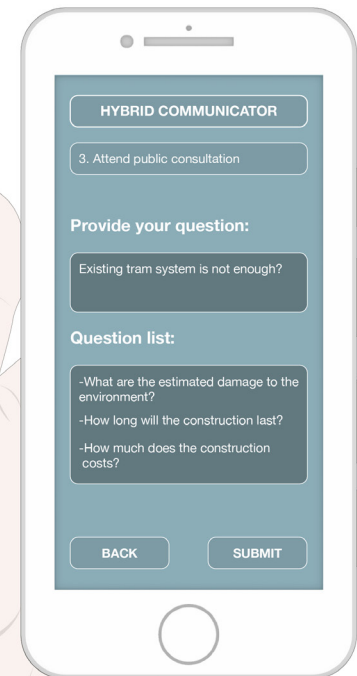 HYBRID COMMUNICATOR
3. Attend public consultation
Provide your question:
Existing tram system is not enough?
Question list:
-What are the estimated damage to the
environment?
-How long will the construction last?
-How much does the construction
costs?
BACK
SUBMIT